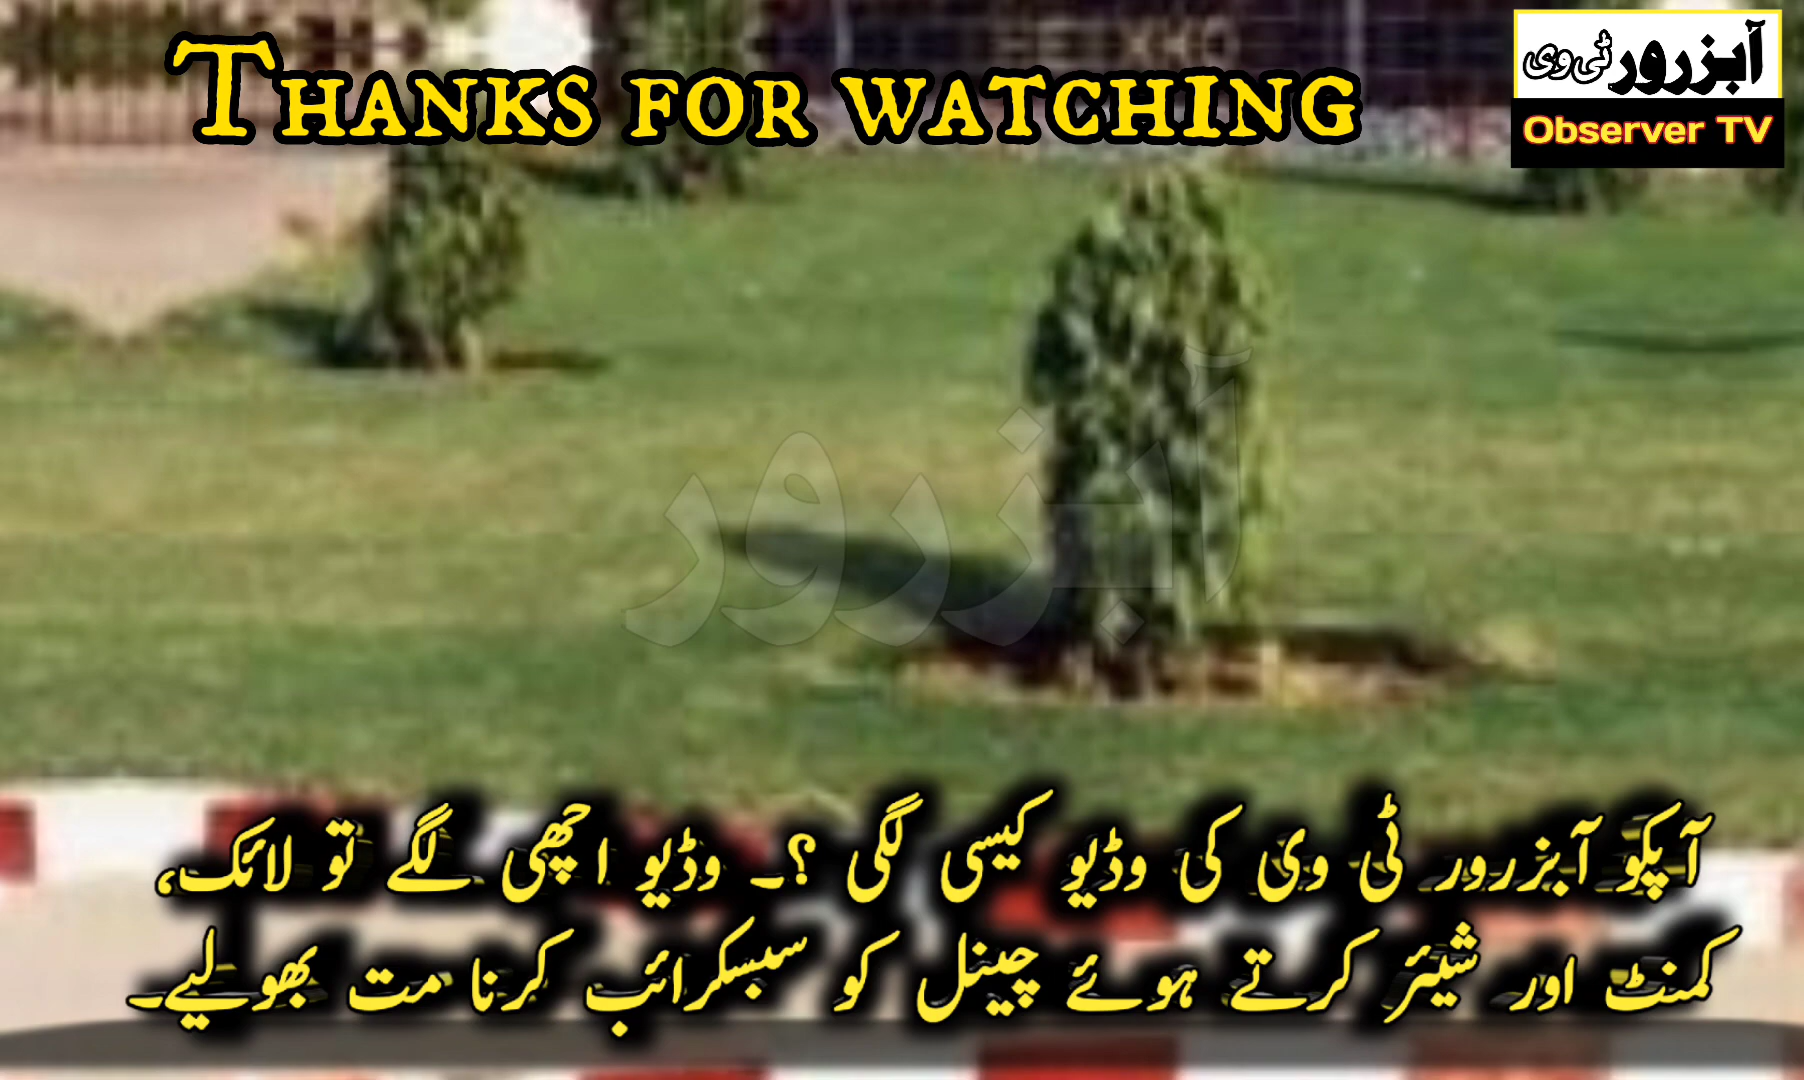 Thanks for watching
آبزرور ٹی وی
Observer TV
آبزرور
آپکو آبزرور ٹی وی کی وڈیو کیسی لگی ؟۔ وڈیو اچھی لگے تو لائک،
کمنٹ اور شیئر کرتے ہوئے چینل کو سبسکرائب کرنا مت بھولیے۔